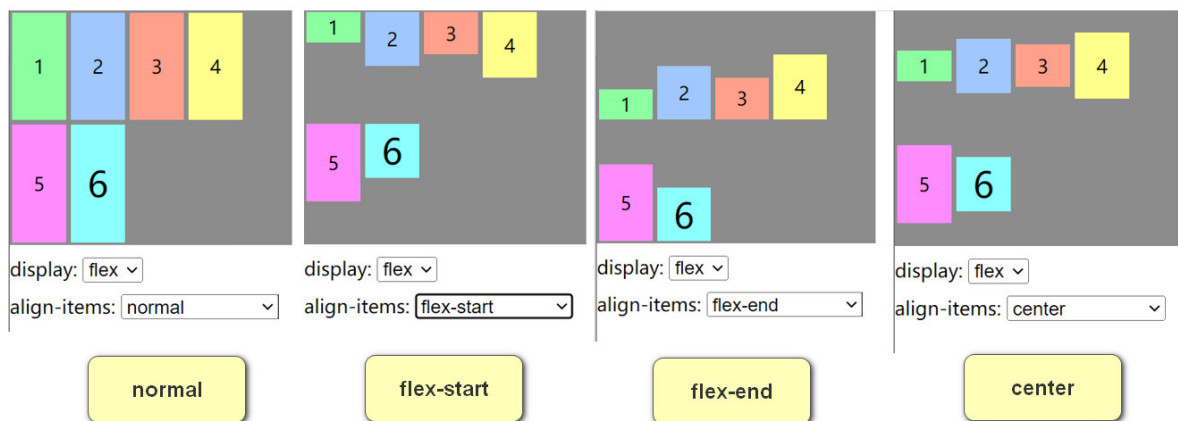 1 2 3 4
5 6
display: flex
align-items: normal
normal
1 2 3 4
5 6
display: flex
align-items: flex-start
flex-start
1 2 3 4
5 6
display: flex
align-items: flex-end
flex-end
1 2 3 4
5 6
display: flex
align-items: center
center